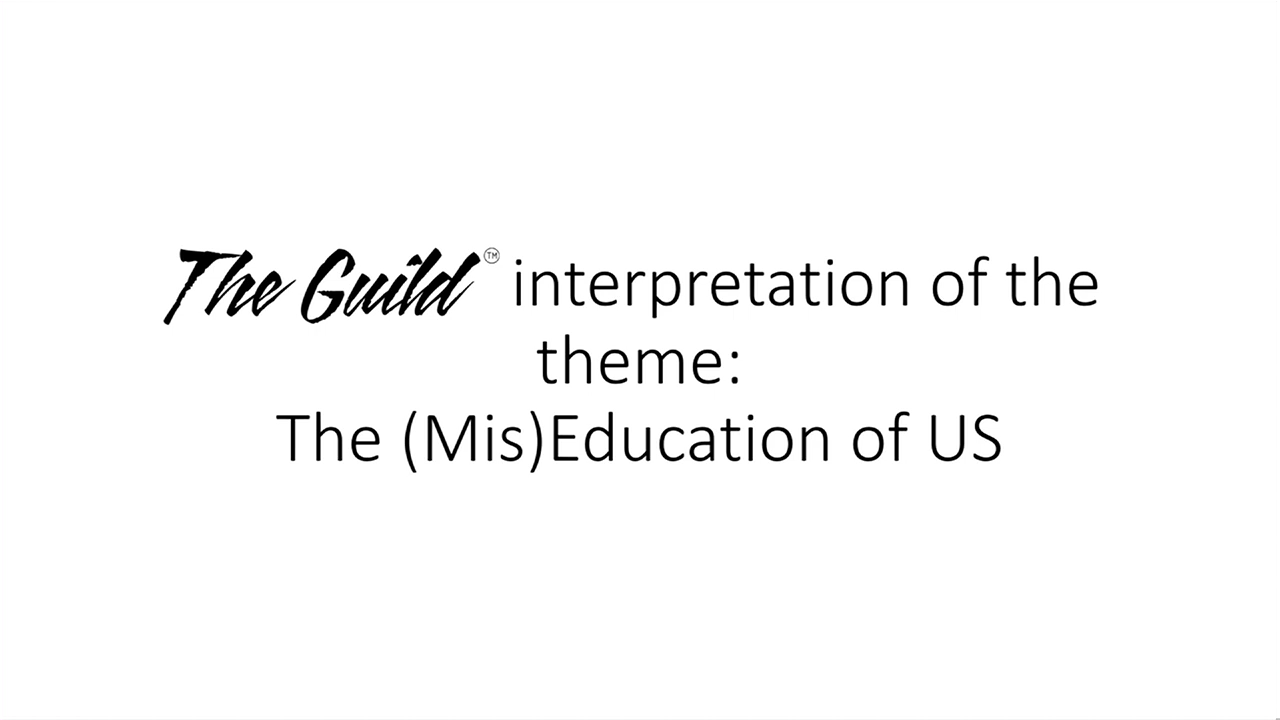 The Guild™ interpretation of the
theme:
The (Mis)Education of US